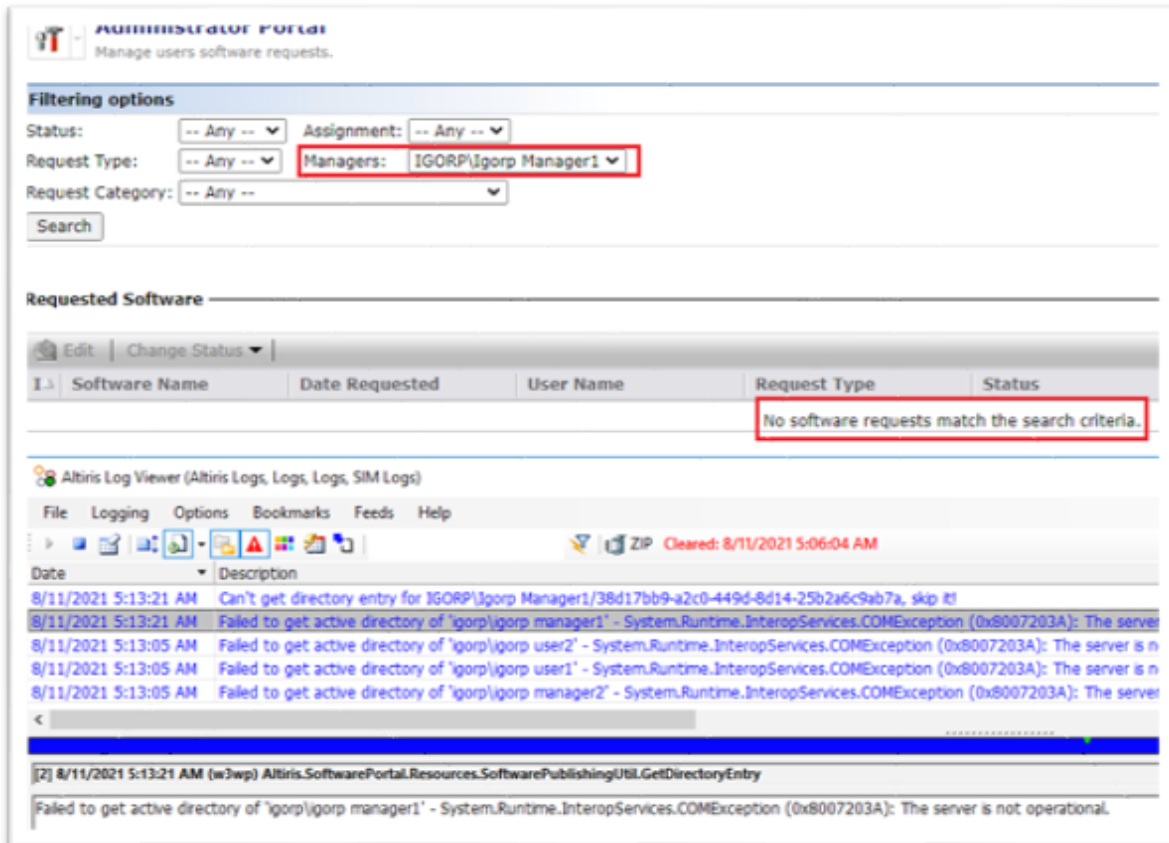 Administrator Portal
Manage users software requests.
Filtering options
Status: -- Any -- Assignment: -- Any --
Request Type: -- Any -- Managers: IGORP\Igorp Manager1
Request Category: -- Any --
Search
Requested Software
Edit | Change Status |
I Software Name Date Requested User Name Request Type Status
No software requests match the search criteria.
Altiris Log Viewer (Altiris Logs, Logs, Logs, SIM Logs)
File Logging Options Bookmarks Feeds Help
ZIP Cleared: 8/11/2021 5:06:04 AM
Date Description
8/11/2021 5:13:21 AM Can't get directory entry for IGORP\Igorp Manager1/38d17bb9-a2c0-449d-8d14-25b2a6c9ab7a, skip it!
8/11/2021 5:13:21 AM Failed to get active directory of 'igorp\igorp manager1' - System.Runtime.InteropServices.COMException (0x8007203A): The server
8/11/2021 5:13:05 AM Failed to get active directory of 'igorp\igorp user2' - System.Runtime.InteropServices.COMException (0x8007203A): The server is n
8/11/2021 5:13:05 AM Failed to get active directory of 'igorp\igorp user1' - System.Runtime.InteropServices.COMException (0x8007203A): The server is n
8/11/2021 5:13:05 AM Failed to get active directory of 'igorp\igorp manager2' - System.Runtime.InteropServices.COMException (0x8007203A): The server
[2] 8/11/2021 5:13:21 AM (w3wp) Altiris.SoftwarePortal.Resources.SoftwarePublishingUtil.GetDirectoryEntry
Failed to get active directory of 'igorp\igorp manager1' - System.Runtime.InteropServices.COMException (0x8007203A): The server is not operational.